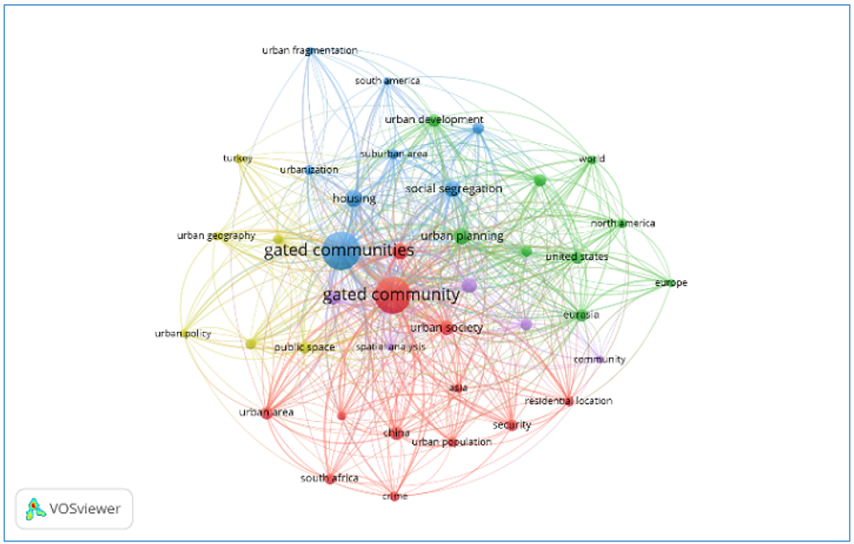 urban fragmentation
south america
urban development
suburban area
turkey
world
urbanization
social segregation
housing
north america
urban geography
urban planning
gated communities
united states
europe
gated community
eurasia
urban society
urban policy
public space
spatial analysis
community
asia
residential location
urban area
security
china
urban population
south africa
crime
VOSviewer